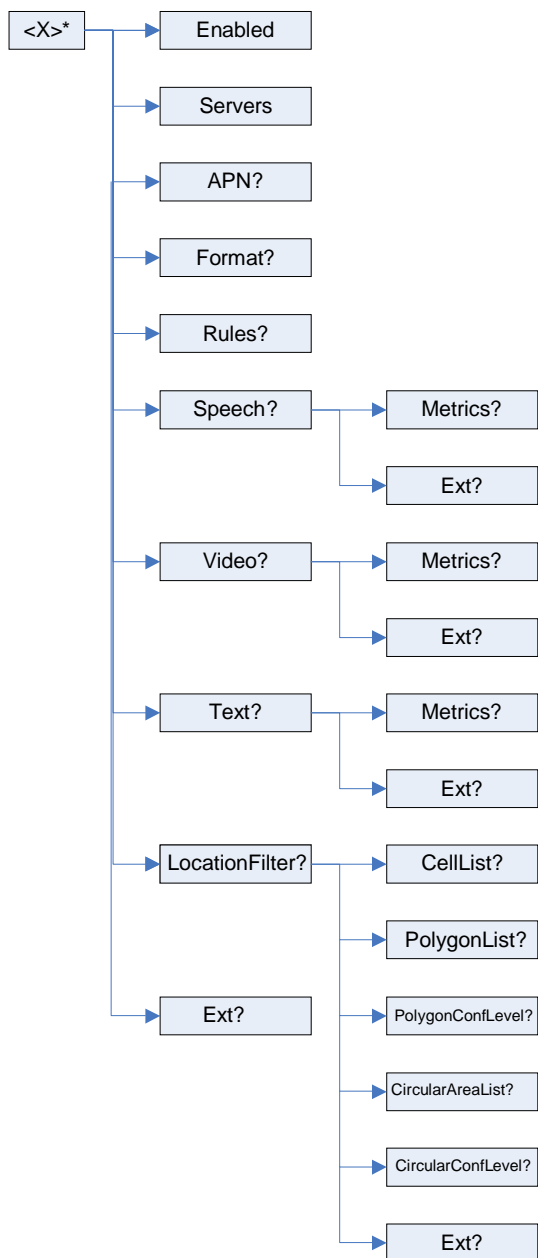 <X>*
Enabled
Servers
APN?
Format?
Rules?
Speech?
Metrics?
Ext?
Video?
Metrics?
Ext?
Text?
Metrics?
Ext?
LocationFilter?
CellList?
PolygonList?
PolygonConfLevel?
CircularAreaList?
CircularConfLevel?
Ext?
Ext?